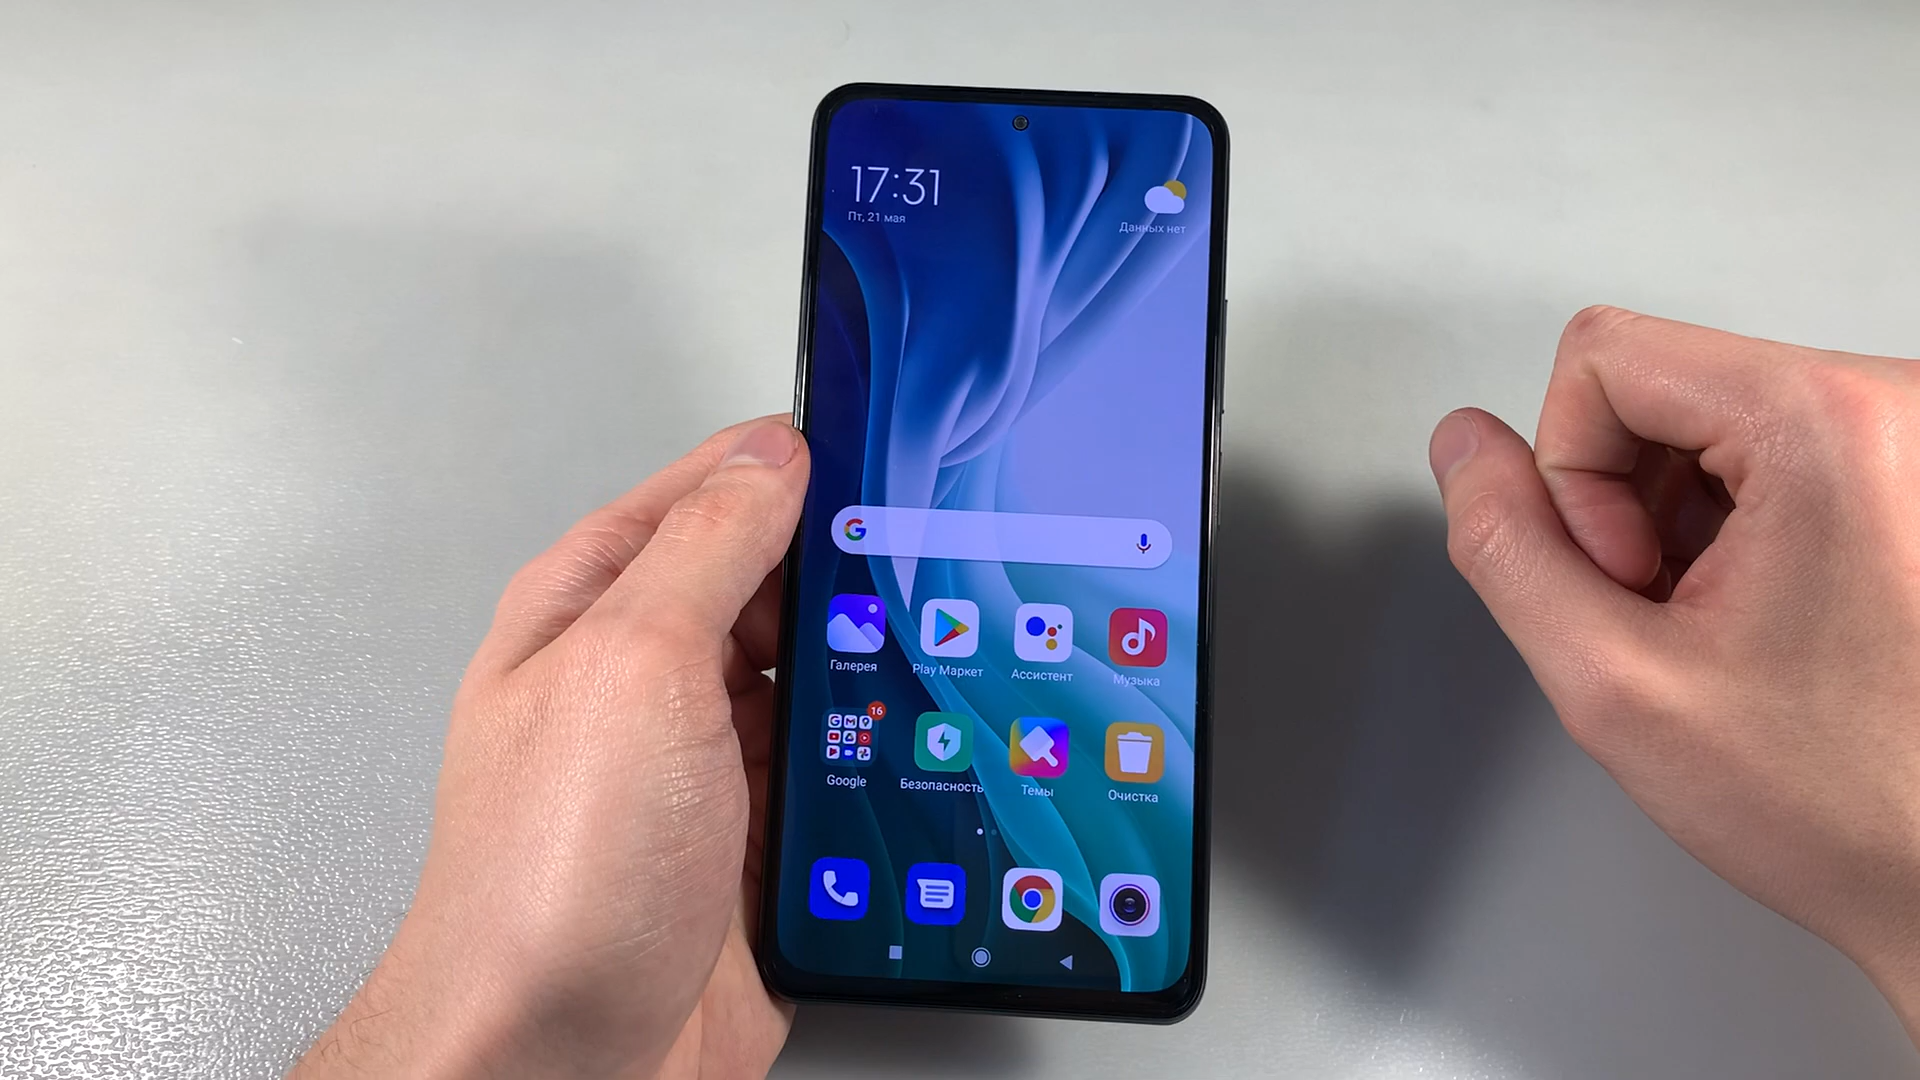 17:31
Пт, 21 мая
Данных нет
Галерея
Play Маркет
Ассистент
Музыка
16
Google
Безопасность
Темы
Очистка